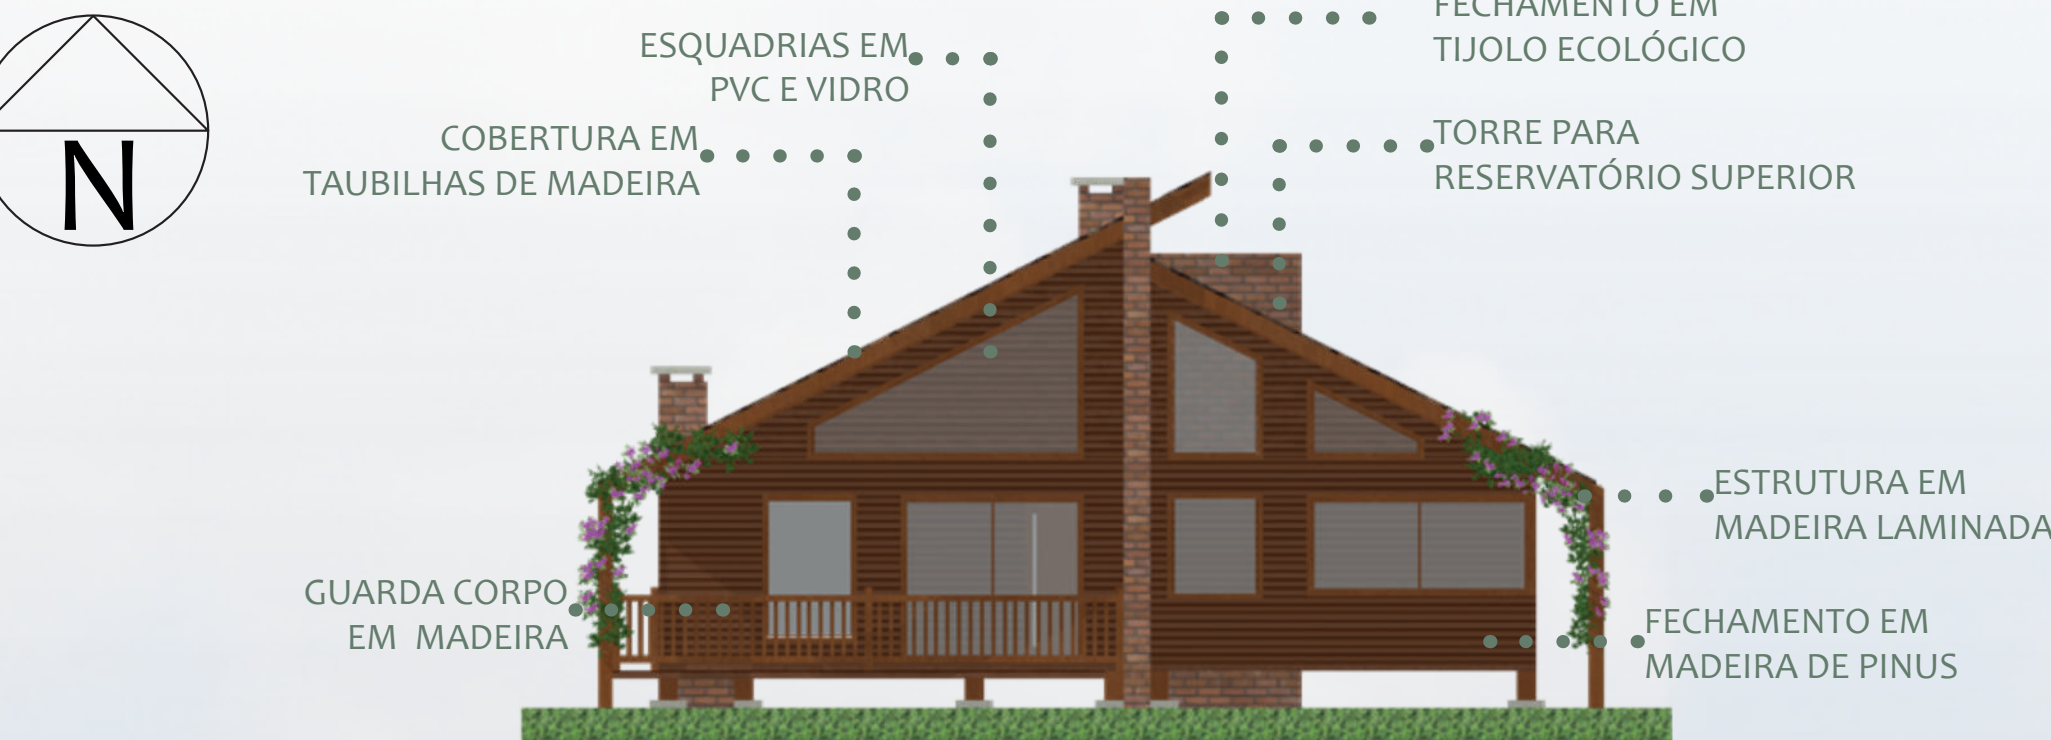 N
ESQUADRIAS EM
PVC E VIDRO
COBERTURA EM
TAUBILHAS DE MADEIRA
FECHAMENTO EM
TIJOLO ECOLÓGICO
TORRE PARA
RESERVATÓRIO SUPERIOR
ESTRUTURA EM
MADEIRA LAMINADA
GUARDA CORPO
EM  MADEIRA
FECHAMENTO EM
MADEIRA DE PINUS